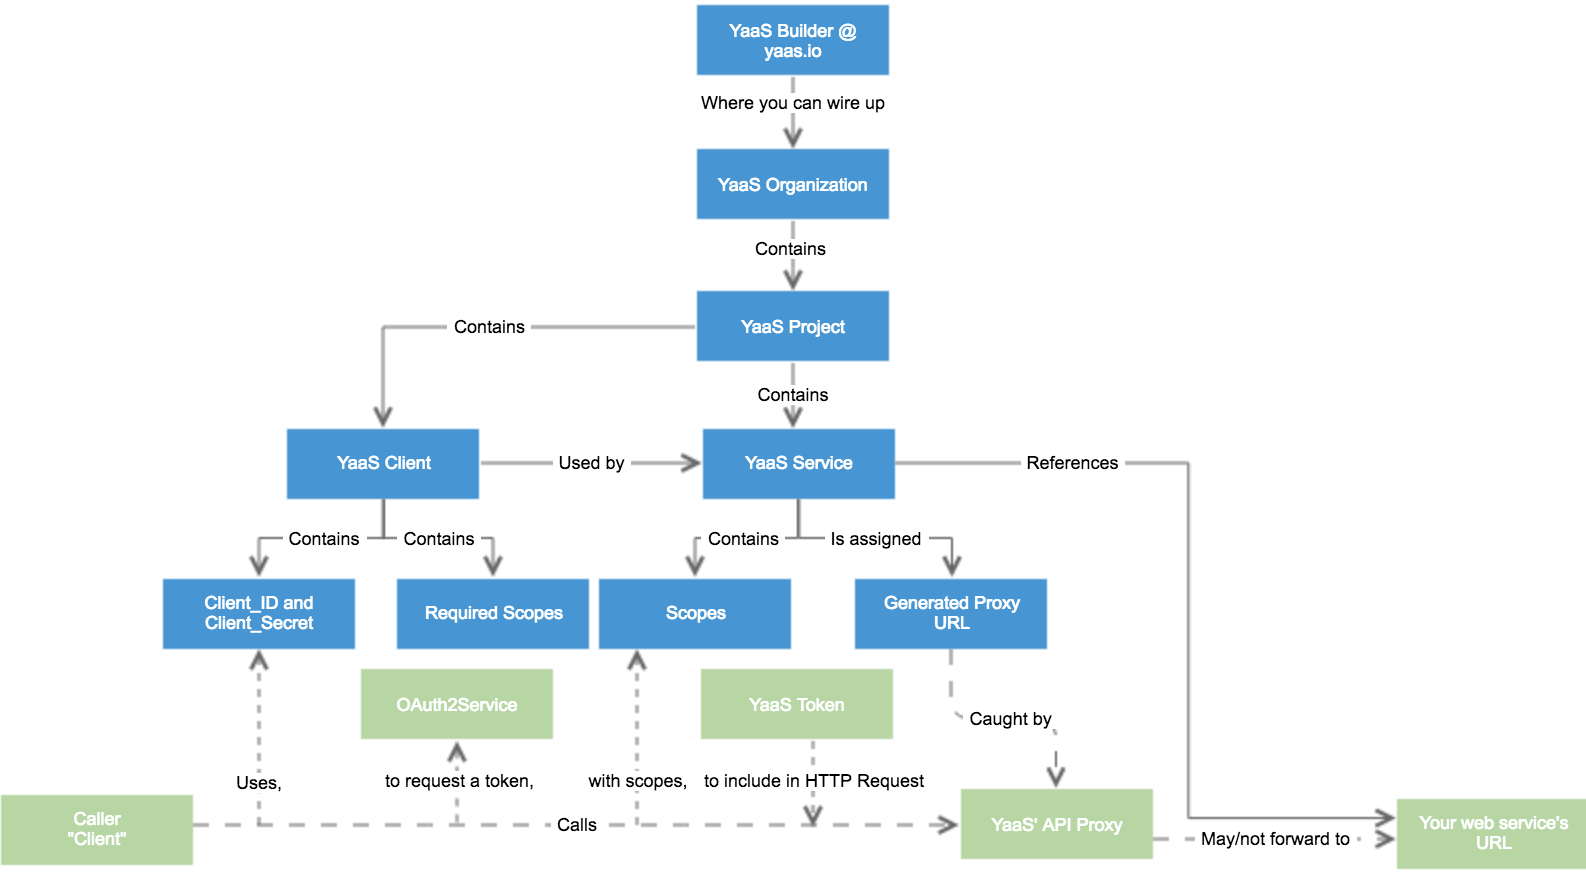 YaaS Builder @
yaas.io
Where you can wire up
YaaS Organization
Contains
YaaS Project
Contains
Contains
YaaS Client
Used by
YaaS Service
References
Contains
Contains
Contains
Is assigned
Client_ID and
Client_Secret
Required Scopes
Scopes
Generated Proxy
URL
OAuth2Service
YaaS Token
Caught by
Uses,
to request a token,
with scopes,
to include in HTTP Request
Caller
"Client"
Calls
YaaS' API Proxy
May/not forward to
Your web service's
URL